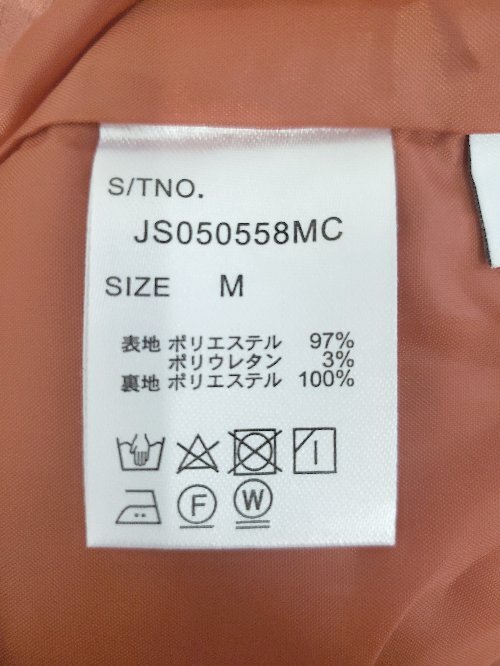 S/TNO.
JS050558MC
SIZE M
表地 ポリエステル 97%
ポリウレタン 3%
裏地 ポリエステル 100%
F W